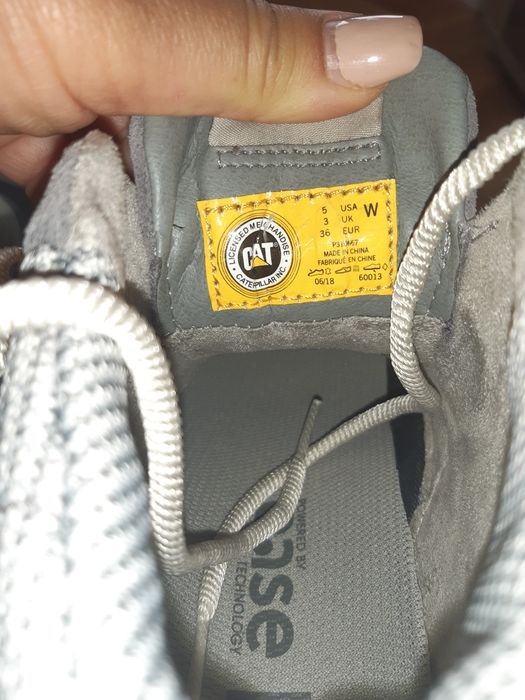 LICENSED MERCHANDISE
CAT
CATERPILLAR INC.
5 USA W
3 UK
36 EUR
MADE IN CHINA
FABRIQUÉ EN CHINE
06/18 60013
POWERED BY
ease
TECHNOLOGY